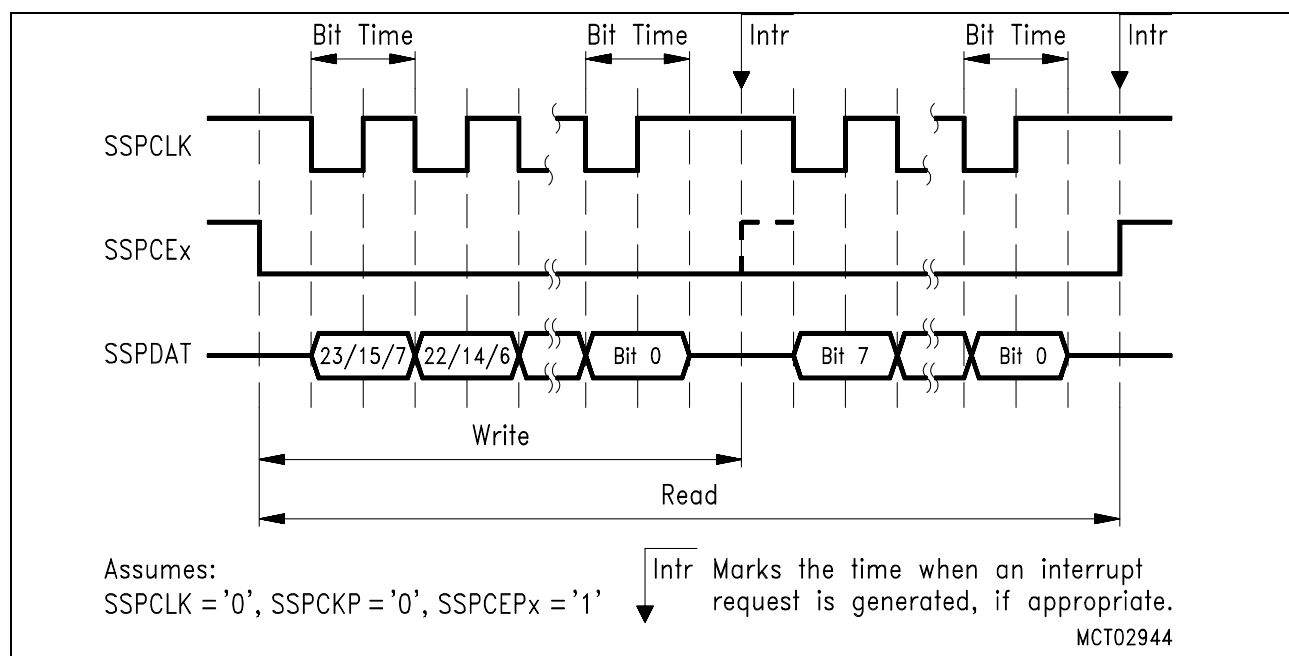 Bit Time
Bit Time
Intr
Bit Time
Intr
SSPCLK
SSPCEx
SSPDAT
23/15/7
22/14/6
Bit 0
Bit 7
Bit 0
Write
Read
Assumes:
SSPCLK ='0', SSPCKP ='0', SSPCEPx ='1'
Intr Marks the time when an interrupt
request is generated, if appropriate.
MCT02944